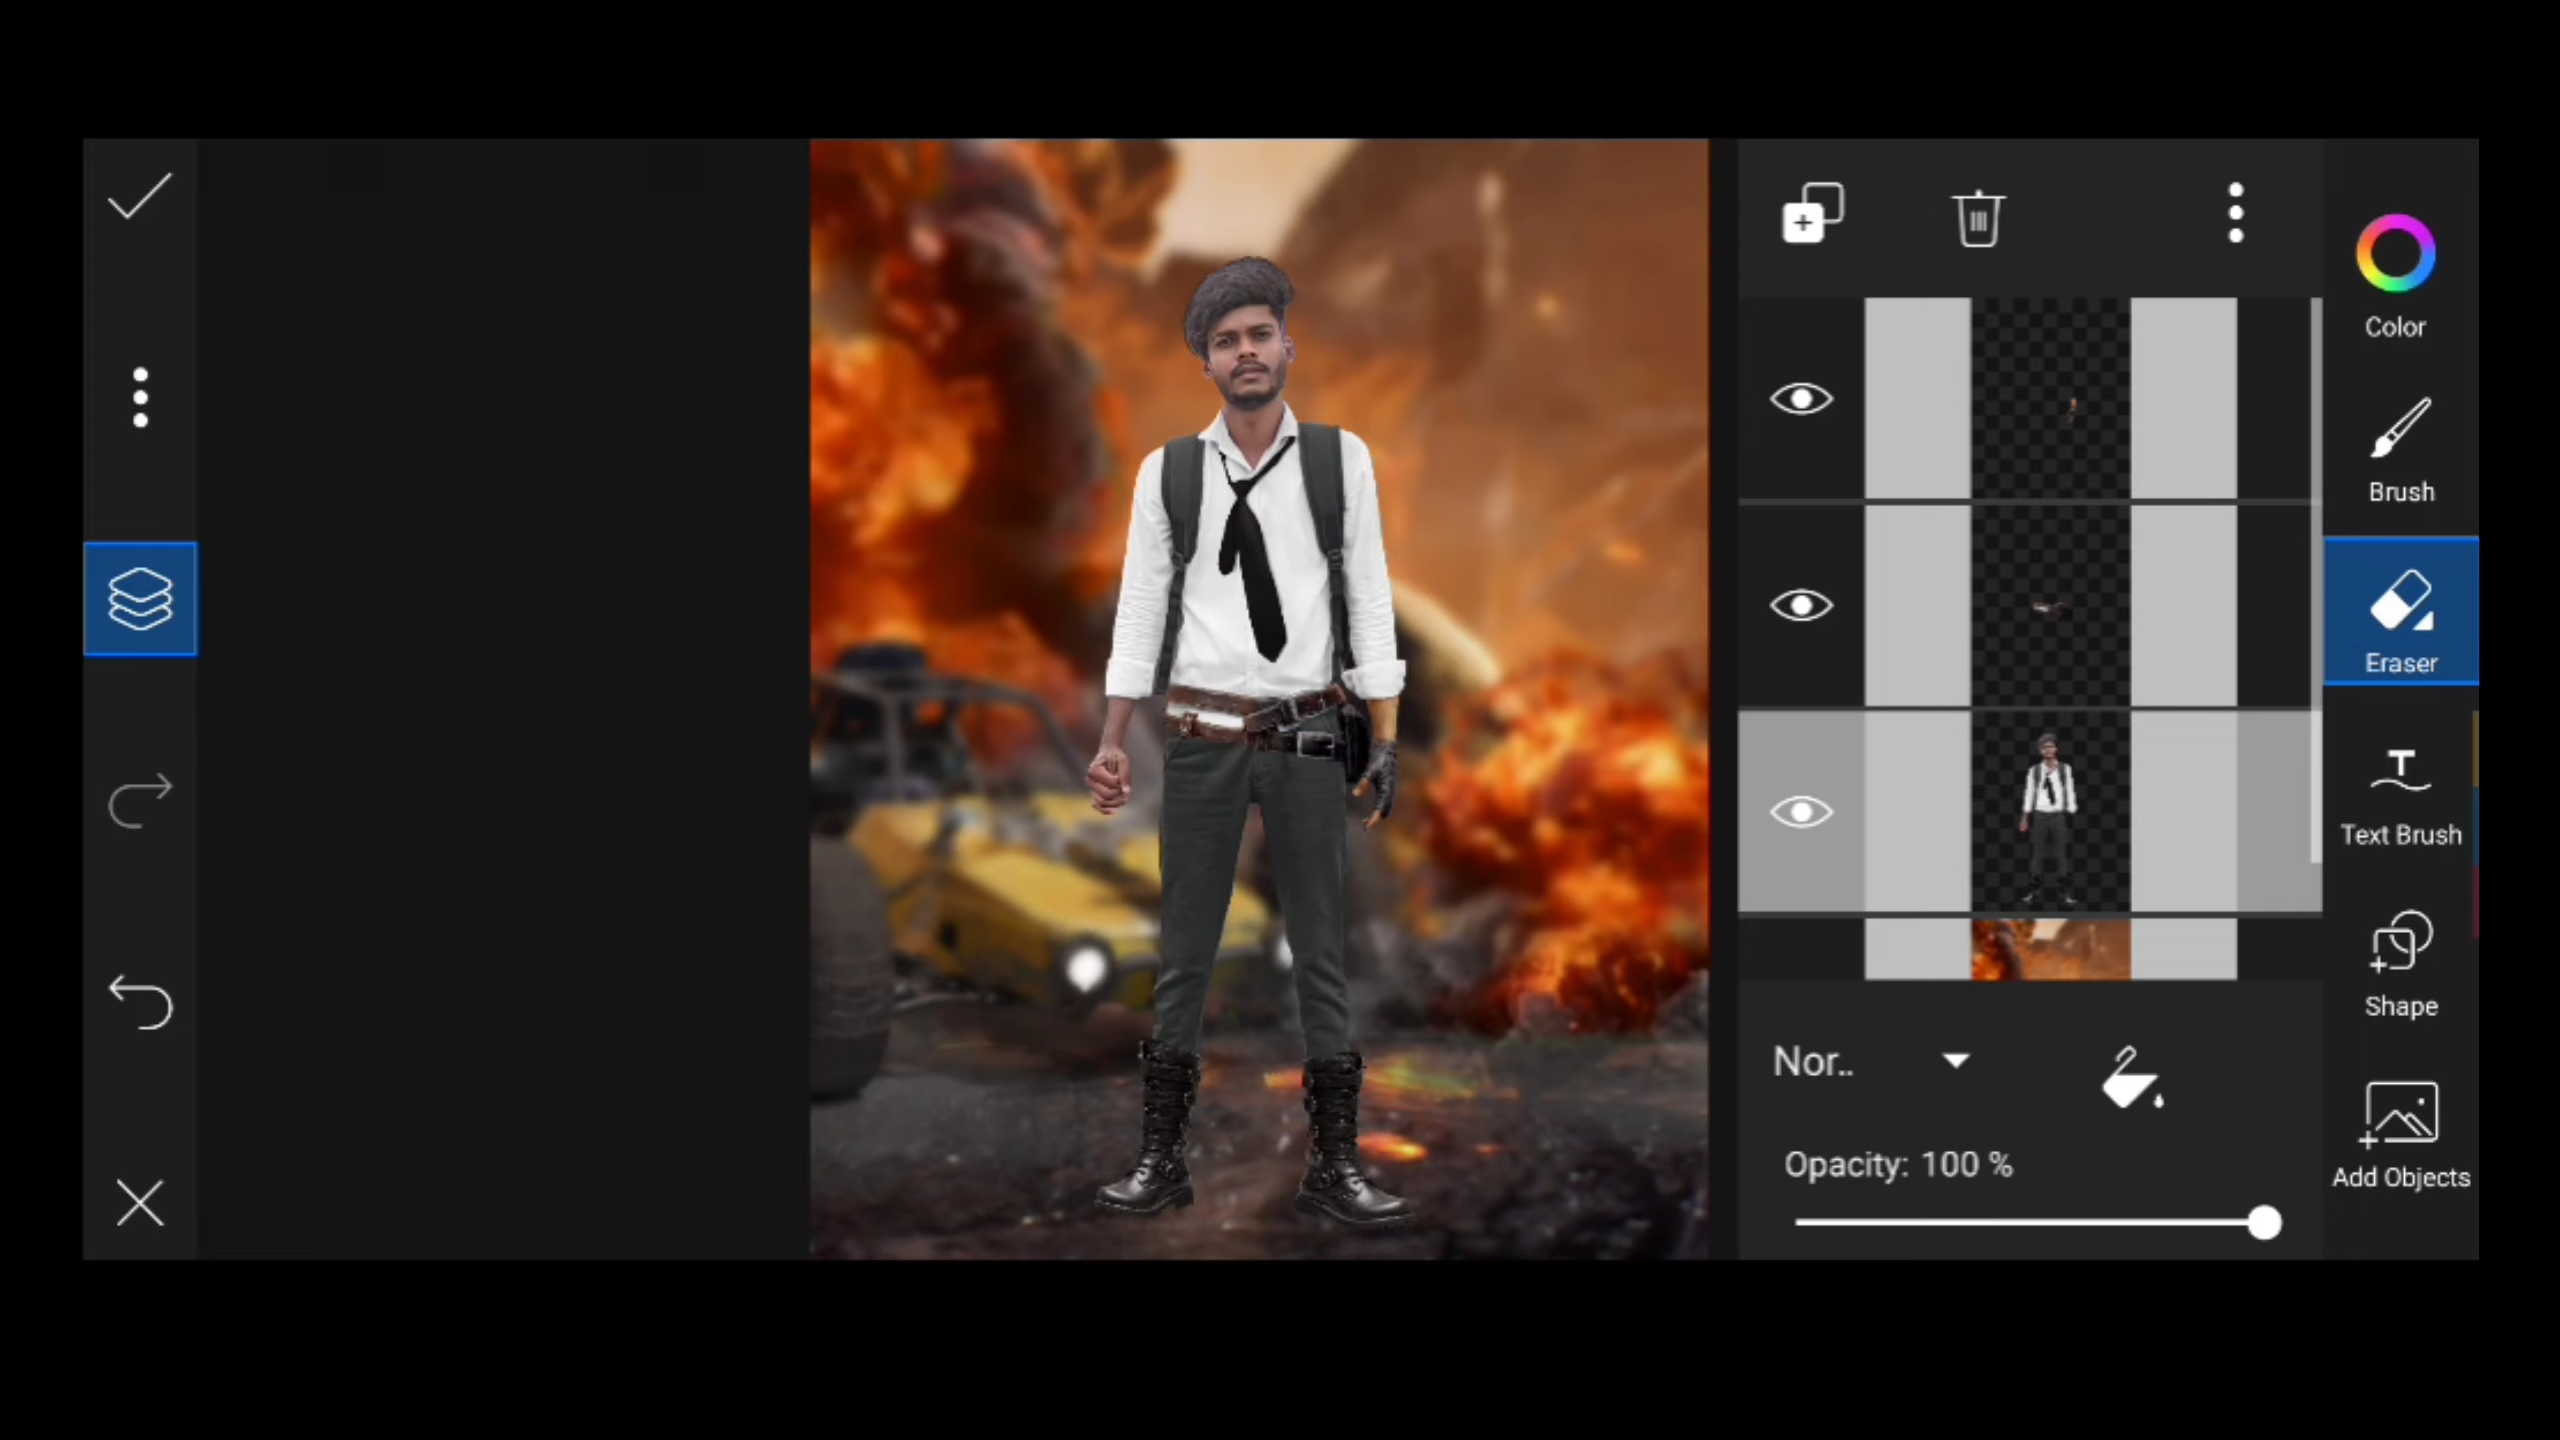 Color
Brush
Eraser
Text Brush
Shape
Add Objects
Nor..
Opacity: 100 %